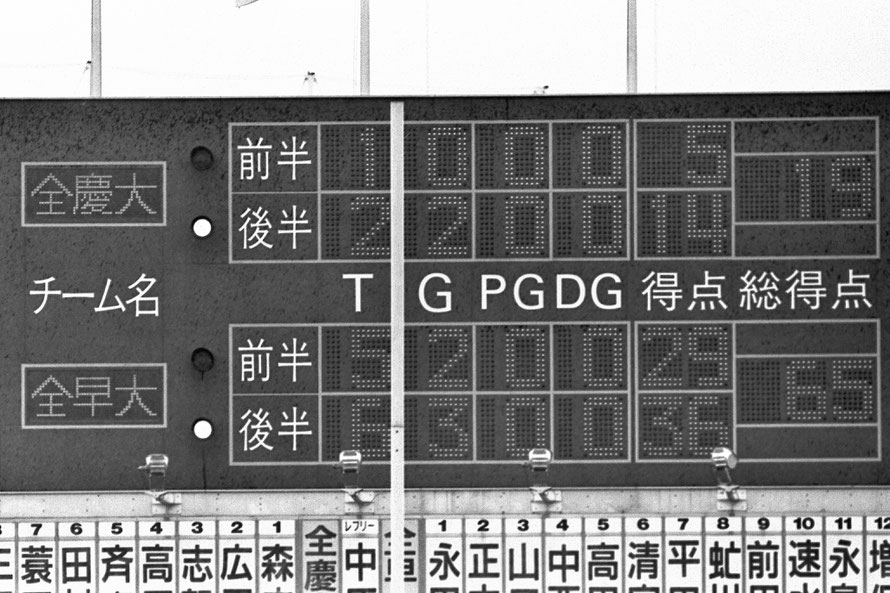 前半 1 0 0 0 5
全慶大 19
後半 2 2 0 0 14
チーム名 T G PG DG 得点 総得点
前半 5 2 0 0 29
全早大 65
後半 6 3 0 0 36
7 6 5 4 3 2 1 レフリー 1 2 3 4 5 6 7 8 9 10 11 12
蓑 田 斉 高 志 広 森 全慶 中 永 正 山 中 高 清 平 虻 前 速 永 増